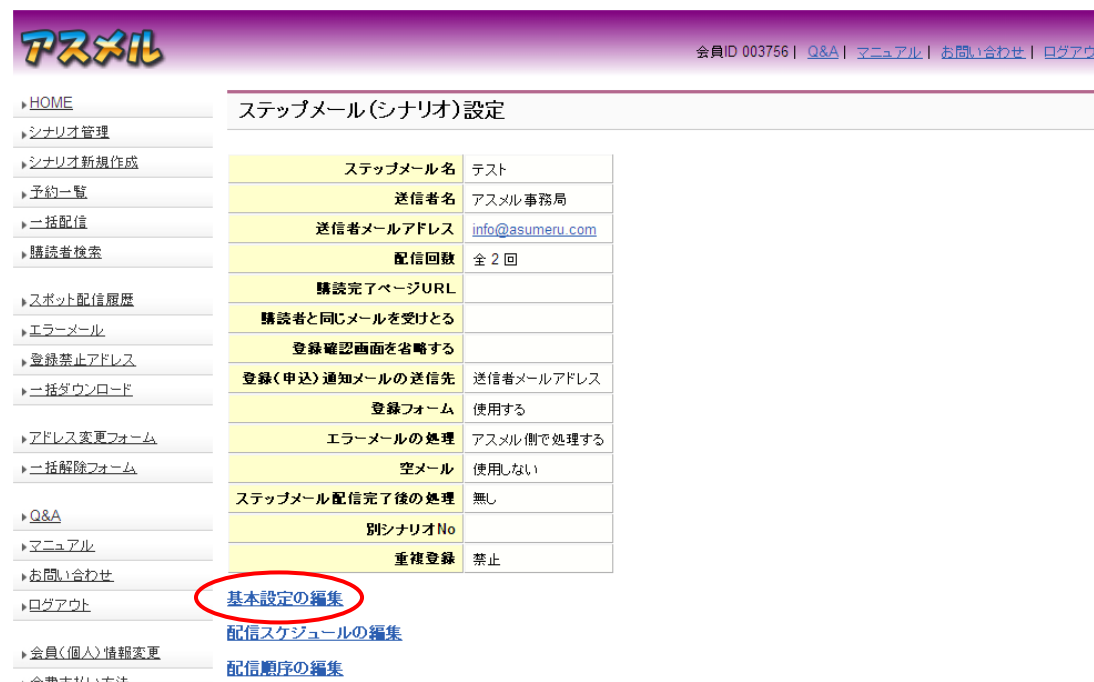 アスメル
会員ID 003756 | Q&A | マニュアル | お問い合わせ | ログアウ
HOME
シナリオ管理
シナリオ新規作成
予約一覧
一括配信
購読者検索
スポット配信履歴
エラーメール
登録禁止アドレス
一括ダウンロード
アドレス変更フォーム
一括解除フォーム
Q&A
マニュアル
お問い合わせ
ログアウト
会員(個人)情報変更
会費支払い方法
ステップメール(シナリオ)設定
ステップメール名 テスト
送信者名 アスメル事務局
送信者メールアドレス info@asumeru.com
配信回数 全2回
購読完了ページURL
購読者と同じメールを受けとる
登録確認画面を省略する
登録(申込)通知メールの送信先 送信者メールアドレス
登録フォーム 使用する
エラーメールの処理 アスメル側で処理する
空メール 使用しない
ステップメール配信完了後の処理 無し
別シナリオNo
重複登録 禁止
基本設定の編集
配信スケジュールの編集
配信順序の編集